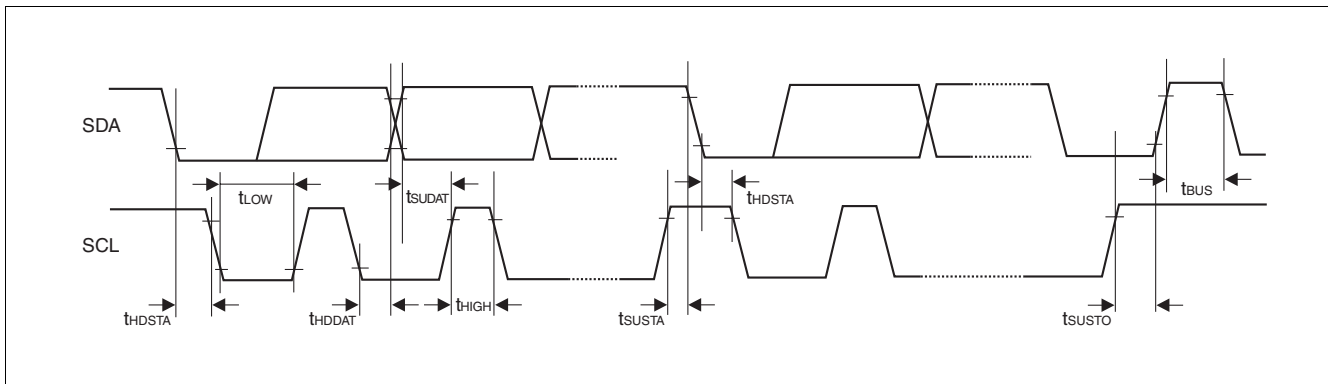 SDA
tLOW
tSUDAT
tHDSTA
tBUS
SCL
tHDSTA
tHDDAT
tHIGH
tSUSTA
tSUSTO